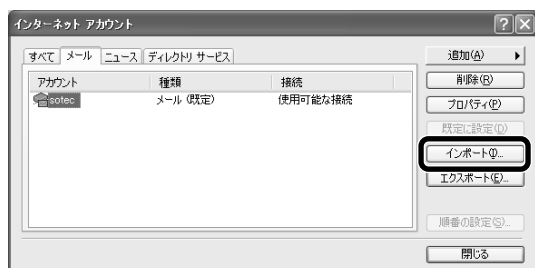 インターネット アカウント
すべて メール ニュース ディレクトリ サービス
アカウント 種類 接続
sotec メール (既定) 使用可能な接続
追加(A)
削除(R)
プロパティ(P)
既定に設定(D)
インポート(I)...
エクスポート(E)...
順番の設定(S)...
閉じる